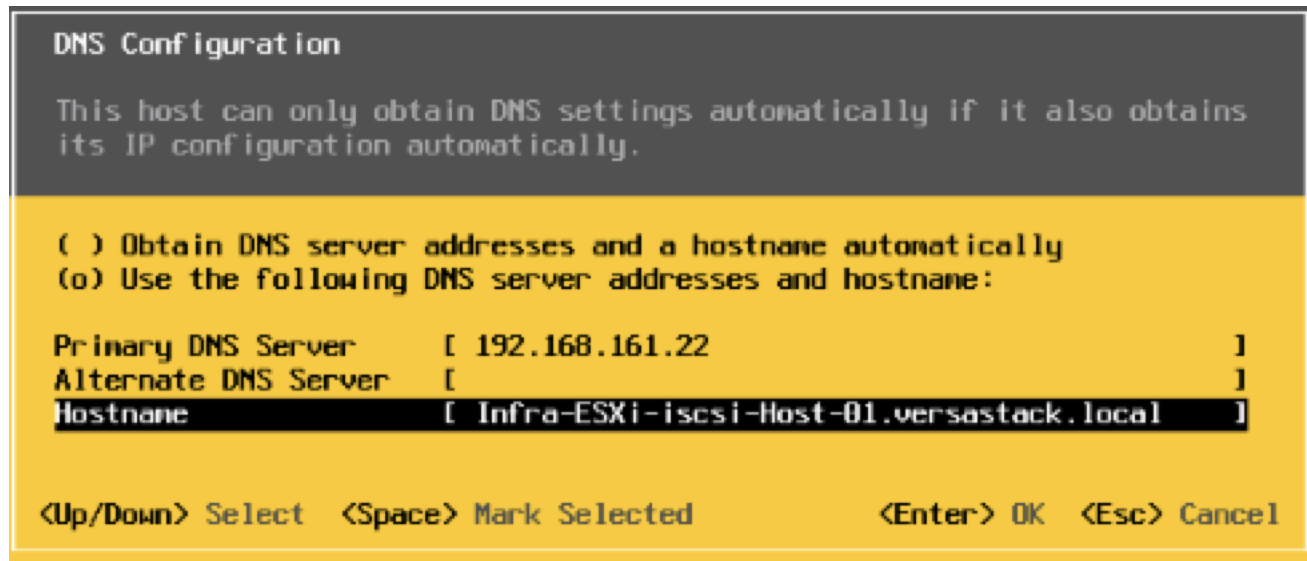 DNS Configuration
This host can only obtain DNS settings automatically if it also obtains
its IP configuration automatically.
( ) Obtain DNS server addresses and a hostname automatically
(o) Use the following DNS server addresses and hostname:
Primary DNS Server [ 192.168.161.22 ]
Alternate DNS Server [ ]
Hostname [ Infra-ESXi-iscsi-Host-01.versastack.local ]
<Up/Down> Select <Space> Mark Selected <Enter> OK <Esc> Cancel